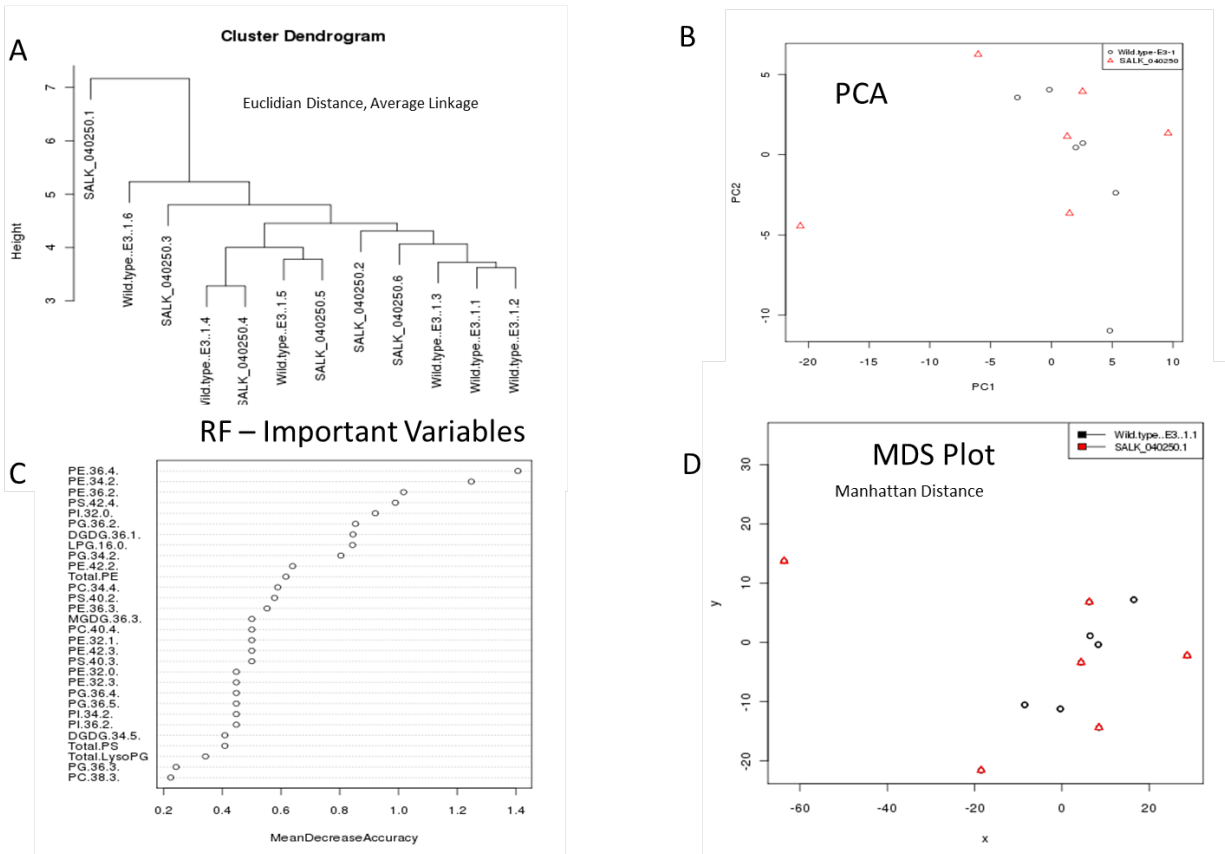 A
Cluster Dendrogram
Euclidian Distance, Average Linkage
Height
7
6
5
4
3
SALK_040250.1
Wild.type..E3..1.6
SALK_040250.3
Wild.type..E3..1.4
SALK_040250.4
Wild.type..E3..1.5
SALK_040250.5
SALK_040250.2
SALK_040250.6
Wild.type..E3..1.3
Wild.type..E3..1.1
Wild.type..E3..1.2
B
PCA
Wild.type-E3-1
SALK_040250
PC2
5
0
-5
-10
-20 -15 -10 -5 0 5 10
PC1
C
RF – Important Variables
PE.36.4.
PE.34.2.
PE.36.2.
PS.42.4.
PI.32.0.
PG.36.2.
DGDG.36.1.
LPG.16.0.
PG.34.2.
PE.42.2.
Total.PE
PC.34.4.
PS.40.2.
PE.36.3.
MGDG.36.3.
PC.40.4.
PE.32.1.
PE.42.3.
PS.40.3.
PE.32.0.
PE.32.3.
PG.36.4.
PG.36.5.
PI.34.2.
PI.36.2.
DGDG.34.5.
Total.PS
Total.LysoPG
PG.36.3.
PC.38.3.
0.2 0.4 0.6 0.8 1.0 1.2 1.4
MeanDecreaseAccuracy
D
MDS Plot
Manhattan Distance
Wild.type..E3..1.1
SALK_040250.1
y
30
20
10
0
-10
-20
-60 -40 -20 0 20
x